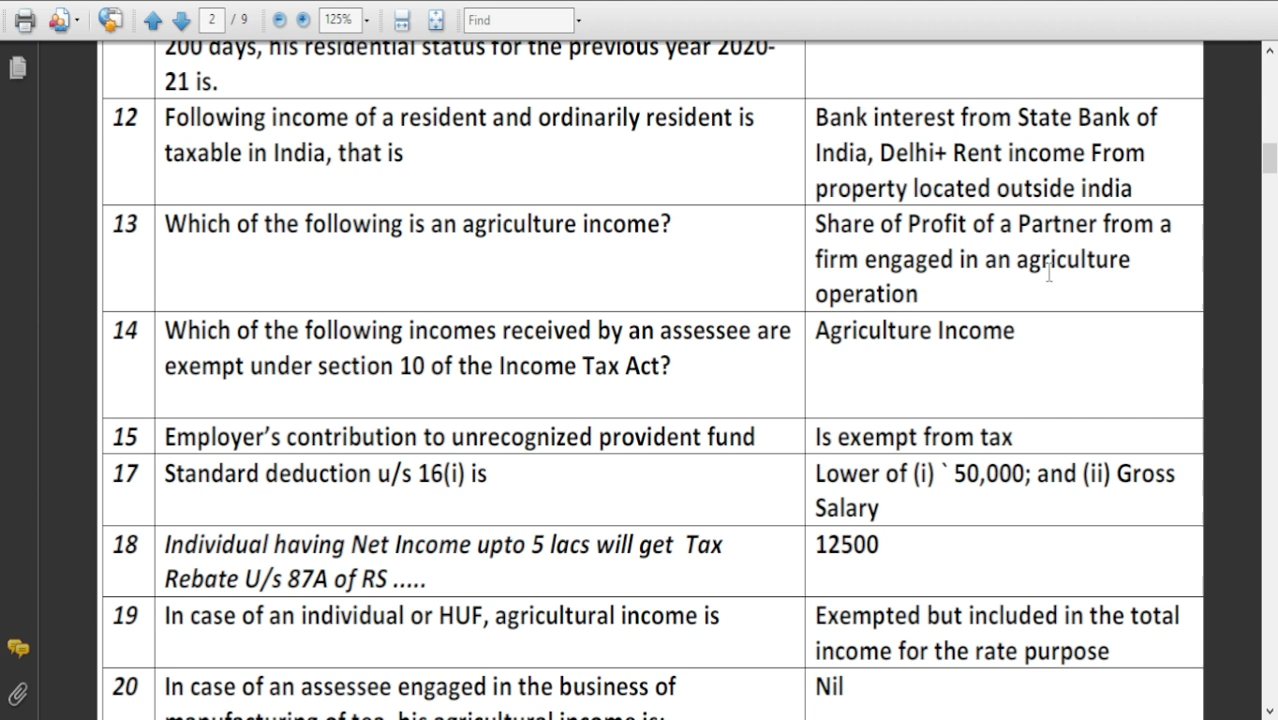 2 / 9
125%
Find
200 days, his residential status for the previous year 2020-
21 is.
12
Following income of a resident and ordinarily resident is
taxable in India, that is
Bank interest from State Bank of
India, Delhi+ Rent income From
property located outside india
13
Which of the following is an agriculture income?
Share of Profit of a Partner from a
firm engaged in an agriculture
operation
14
Which of the following incomes received by an assessee are
exempt under section 10 of the Income Tax Act?
Agriculture Income
15
Employer’s contribution to unrecognized provident fund
Is exempt from tax
17
Standard deduction u/s 16(i) is
Lower of (i) ` 50,000; and (ii) Gross
Salary
18
Individual having Net Income upto 5 lacs will get Tax
Rebate U/s 87A of RS .....
12500
19
In case of an individual or HUF, agricultural income is
Exempted but included in the total
income for the rate purpose
20
In case of an assessee engaged in the business of
manufacturing of tea, his agricultural income is:
Nil